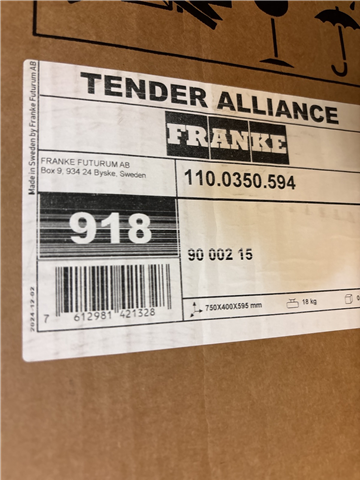 TENDER ALLIANCE
FRANKE
Made in Sweden by Franke Futurum AB
FRANKE FUTURUM AB
Box 9, 934 24 Byske, Sweden
110.0350.594
918
90 002 15
2024-12-02
7 612981 421328
750X400X595 mm
18 kg